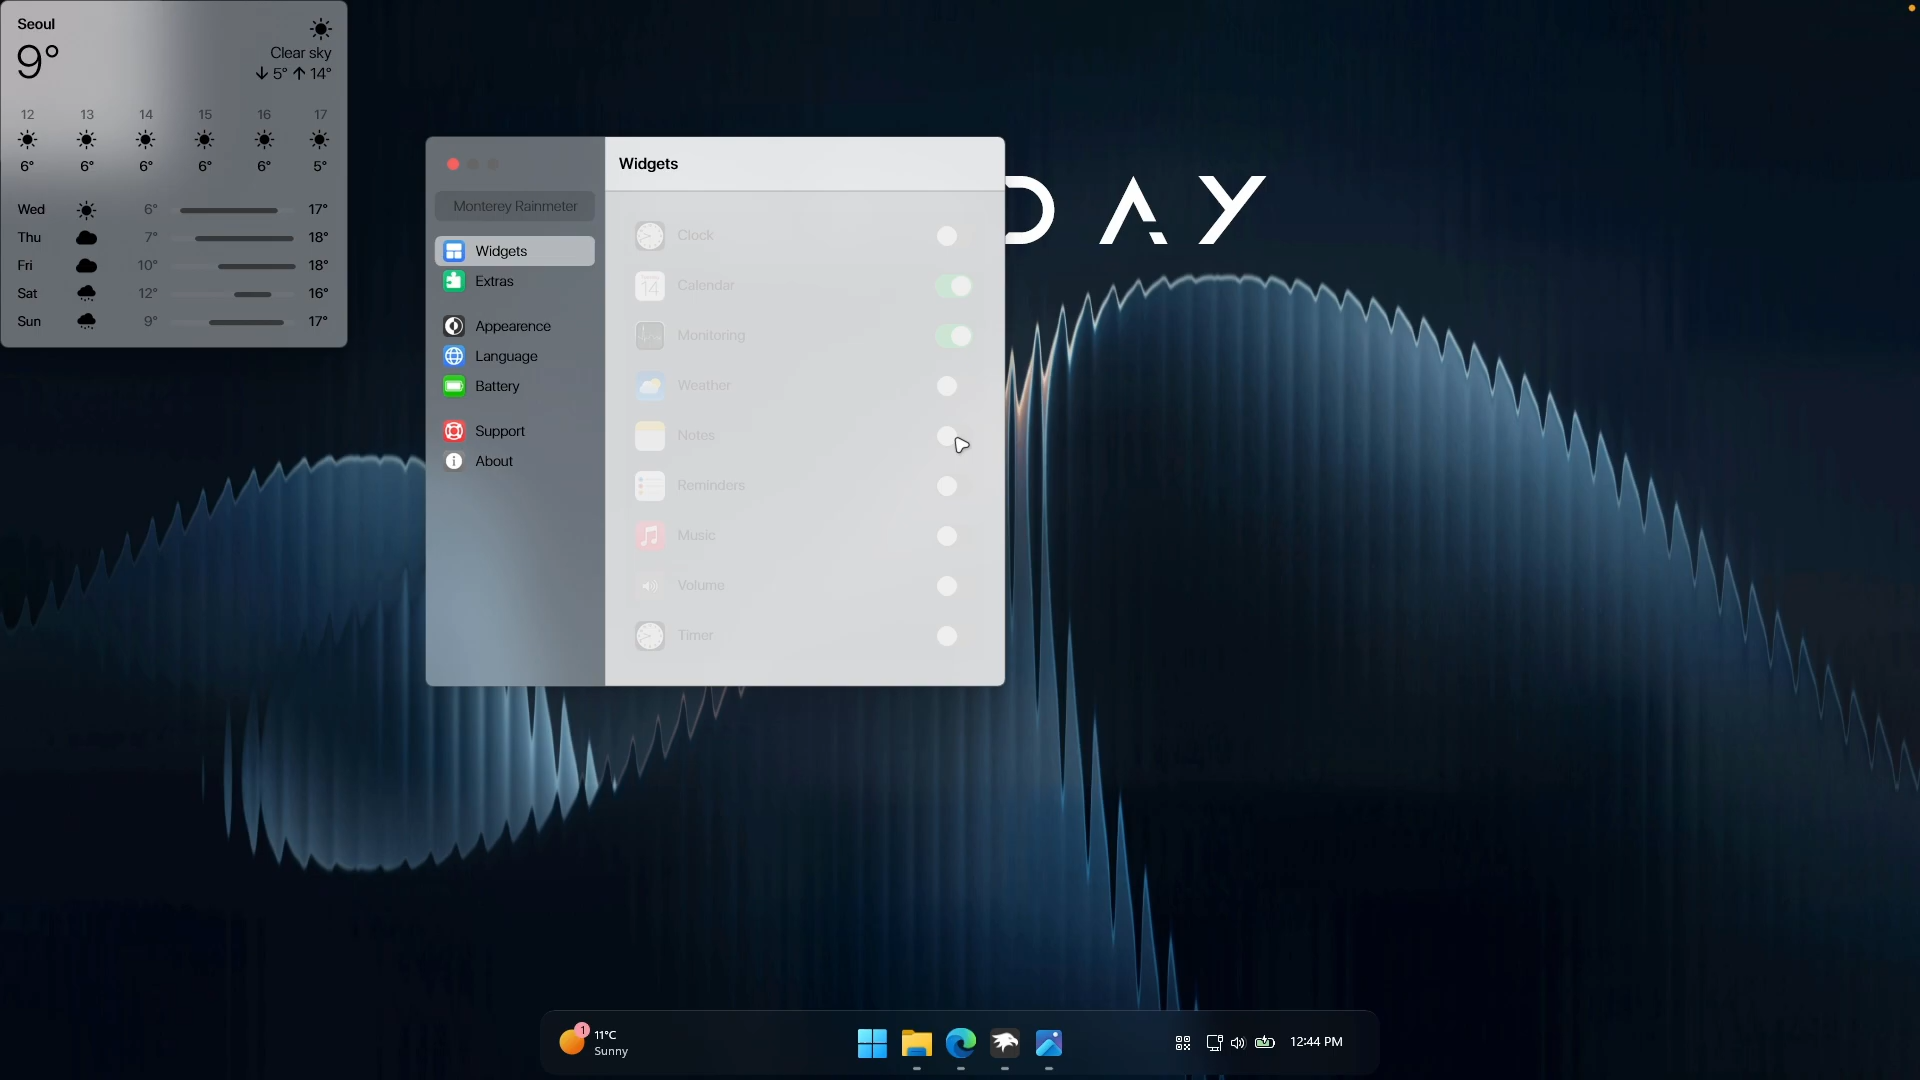 Seoul
9°
Clear sky
↓ 5° ↑ 14°
12 13 14 15 16 17
6° 6° 6° 6° 6° 5°
Wed 6° 17°
Thu 7° 18°
Fri 10° 18°
Sat 12° 16°
Sun 9° 17°
Monterey Rainmeter
Widgets
Extras
Appearence
Language
Battery
Support
About
Widgets
Clock
14 Calendar
Monitoring
Weather
Notes
Reminders
Music
Volume
Timer
DAY
1
11°C
Sunny
12:44 PM